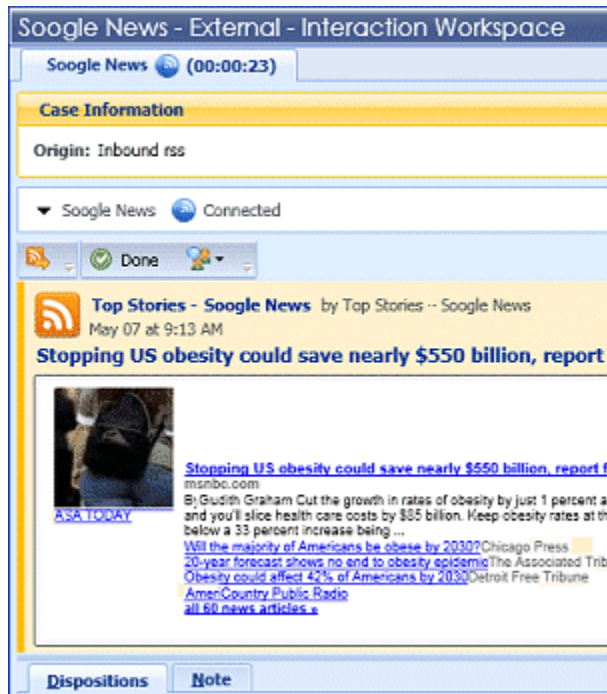 Soogle News - External - Interaction Workspace
Soogle News (00:00:23)
Case Information
Origin: Inbound rss
Soogle News Connected
Done
Top Stories - Soogle News by Top Stories -- Soogle News
May 07 at 9:13 AM
Stopping US obesity could save nearly $550 billion, report
Stopping US obesity could save nearly $550 billion, report f
msnbc.com
By Gudith Graham Cut the growth in rates of obesity by just 1 percent a
ASA TODAY
and you'll slice health care costs by $85 billion. Keep obesity rates at th
below a 33 percent increase being ...
Will the majority of Americans be obese by 2030?Chicago Press
20-year forecast shows no end to obesity epidemicThe Associated Trib
Obesity could affect 42% of Americans by 2030Detroit Free Tribune
AmeriCountry Public Radio
all 60 news articles »
Dispositions Note